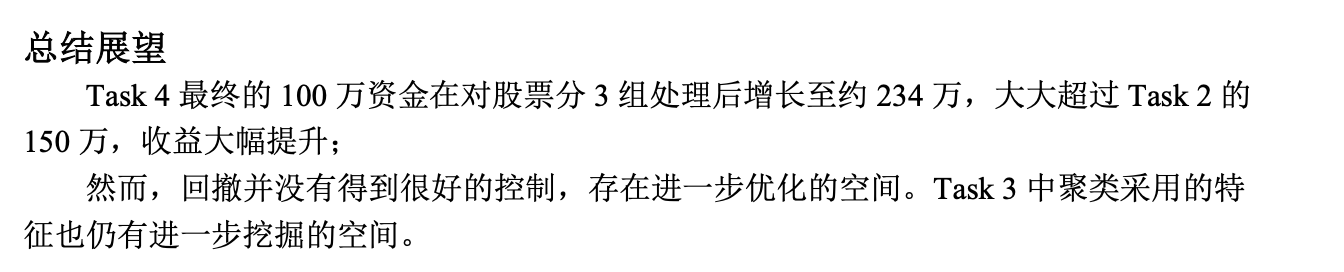 总结展望
Task 4 最终的 100 万资金在对股票分 3 组处理后增长至约 234 万，大大超过 Task 2 的
150 万，收益大幅提升；
然而，回撤并没有得到很好的控制，存在进一步优化的空间。Task 3 中聚类采用的特
征也仍有进一步挖掘的空间。